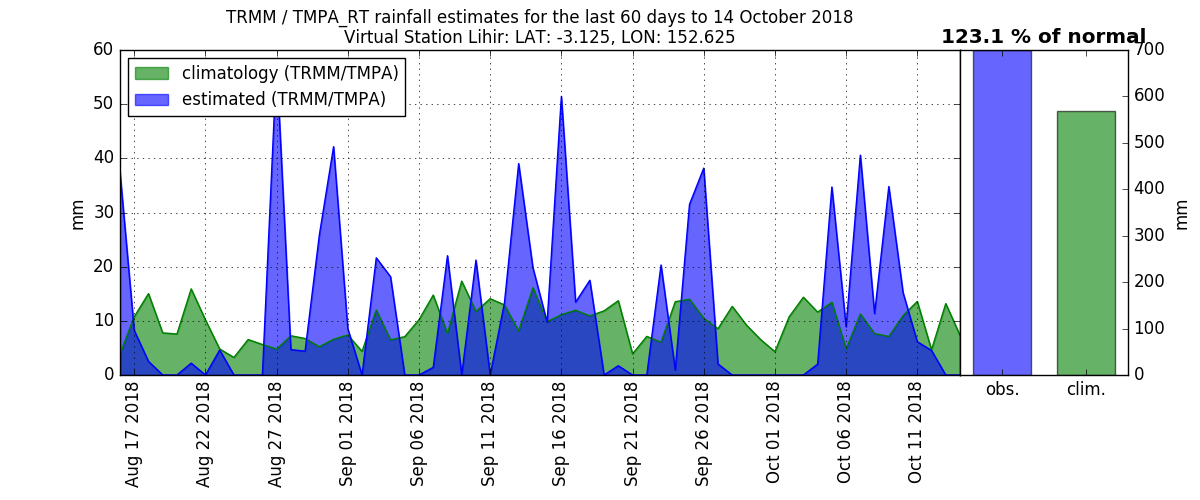 TRMM / TMPA_RT rainfall estimates for the last 60 days to 14 October 2018
Virtual Station Lihir: LAT: -3.125, LON: 152.625
123.1 % of normal
climatology (TRMM/TMPA)
estimated (TRMM/TMPA)
60
50
40
30
20
10
0
mm
Aug 17 2018
Aug 22 2018
Aug 27 2018
Sep 01 2018
Sep 06 2018
Sep 11 2018
Sep 16 2018
Sep 21 2018
Sep 26 2018
Oct 01 2018
Oct 06 2018
Oct 11 2018
obs.
clim.
700
600
500
400
300
200
100
0
mm